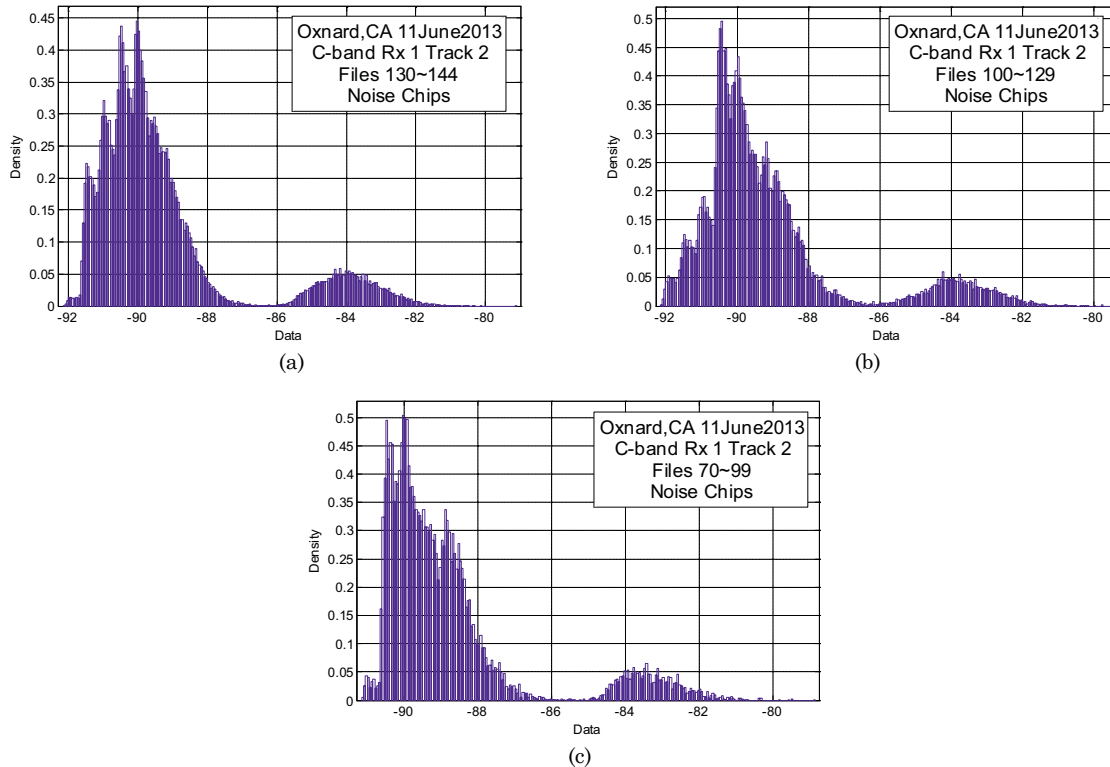 0.45
0.4
0.35
0.3
0.25
0.2
0.15
0.1
0.05
0
Density
-92
-90
-88
-86
-84
-82
-80
Data
Oxnard,CA 11June2013
C-band Rx 1 Track 2
Files 130~144
Noise Chips
(a)
0.5
0.45
0.4
0.35
0.3
0.25
0.2
0.15
0.1
0.05
0
Density
-92
-90
-88
-86
-84
-82
-80
Data
Oxnard,CA 11June2013
C-band Rx 1 Track 2
Files 100~129
Noise Chips
(b)
0.5
0.45
0.4
0.35
0.3
0.25
0.2
0.15
0.1
0.05
0
Density
-90
-88
-86
-84
-82
-80
Data
Oxnard,CA 11June2013
C-band Rx 1 Track 2
Files 70~99
Noise Chips
(c)